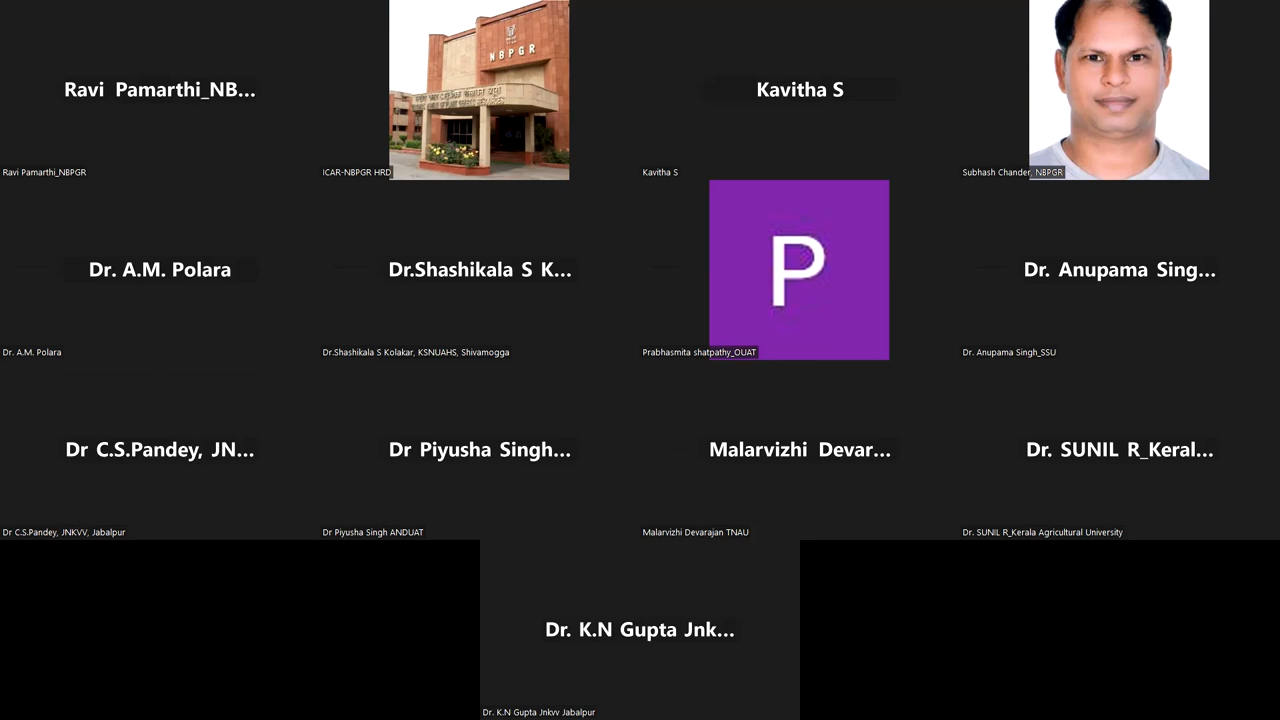 Ravi Pamarthi_NB...
NBPGR
Kavitha S
Ravi Pamarthi_NBPGR
ICAR-NBPGR HRD
Kavitha S
Subhash Chander, NBPGR
Dr. A.M. Polara
Dr.Shashikala S K...
P
Dr. Anupama Sing...
Dr. A.M. Polara
Dr.Shashikala S Kolakar, KSNUAHS, Shivamogga
Prabhasmita shatpathy_OUAT
Dr. Anupama Singh_SSU
Dr C.S.Pandey, JN...
Dr Piyusha Singh...
Malarvizhi Devar...
Dr. SUNIL R_Keral...
Dr C.S.Pandey, JNKVV, Jabalpur
Dr Piyusha Singh ANDUAT
Malarvizhi Devarajan TNAU
Dr. SUNIL R_Kerala Agricultural University
Dr. K.N Gupta Jnk...
Dr. K.N Gupta Jnkvv Jabalpur